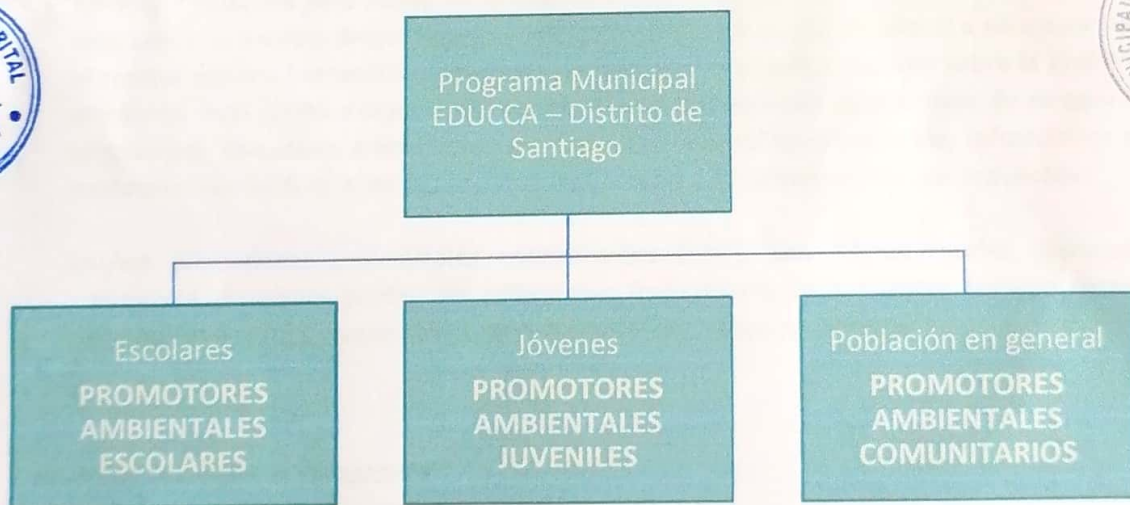 Programa Municipal
EDUCCA – Distrito de
Santiago
Escolares
PROMOTORES
AMBIENTALES
ESCOLARES
Jóvenes
PROMOTORES
AMBIENTALES
JUVENILES
Población en general
PROMOTORES
AMBIENTALES
COMUNITARIOS